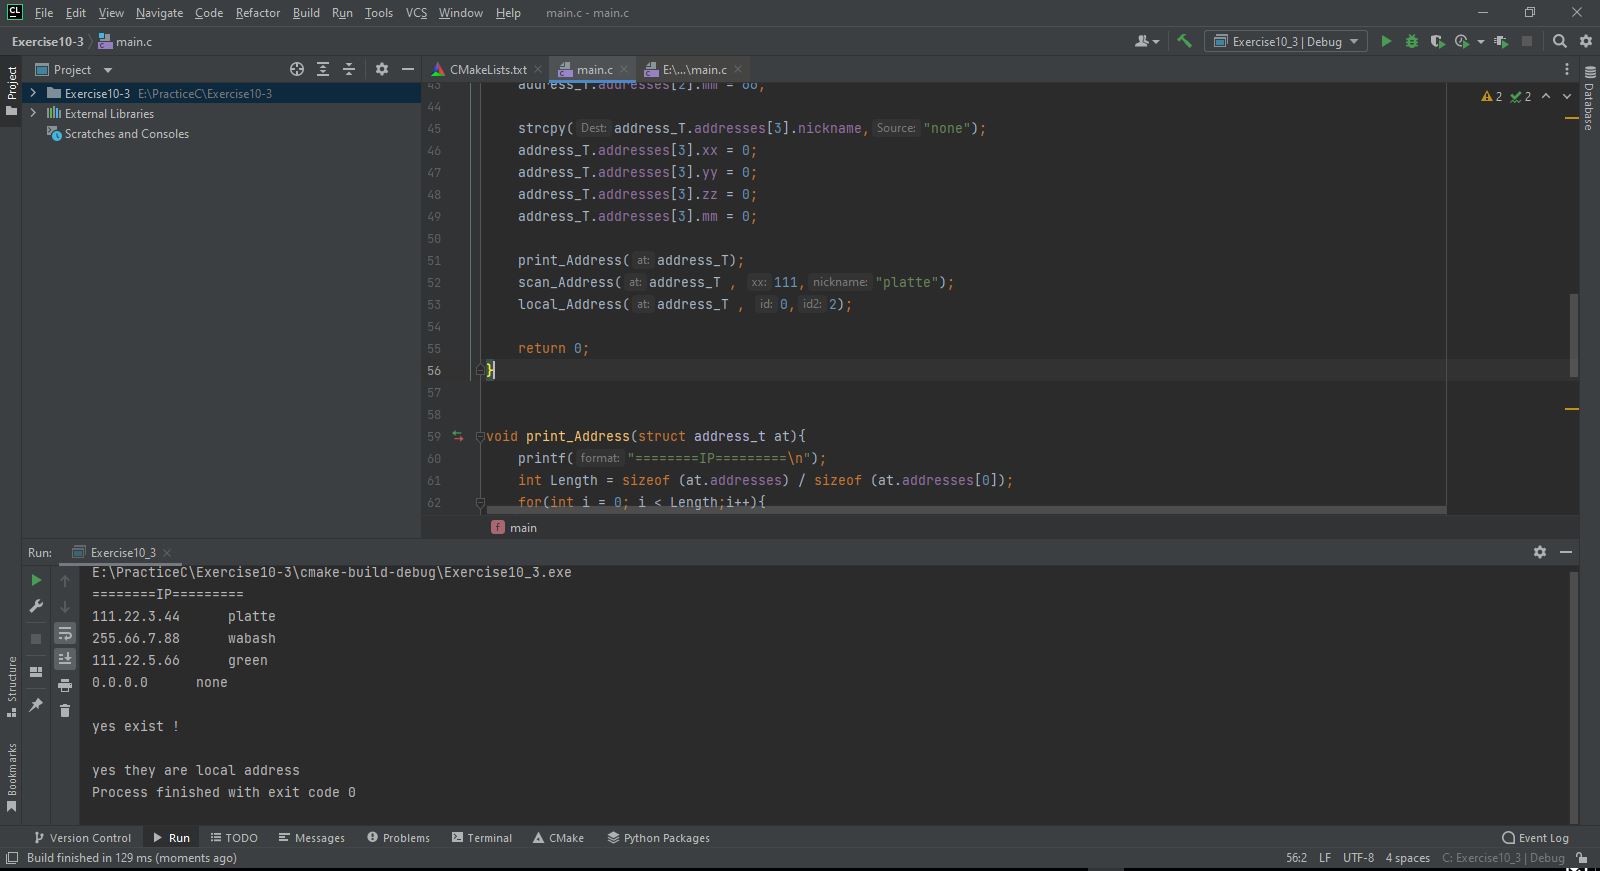 CL File Edit View Navigate Code Refactor Build Run Tools VCS Window Help main.c - main.c
Exercise10-3 main.c Exercise10_3 | Debug
Project
Project
CMakeLists.txt main.c E:\...\main.c
Database
Exercise10-3 E:\PracticeC\Exercise10-3
External Libraries
Scratches and Consoles
2 2
43 address_T.addresses[2].mm = 66;
44
45 strcpy( Dest: address_T.addresses[3].nickname, Source: "none");
46 address_T.addresses[3].xx = 0;
47 address_T.addresses[3].yy = 0;
48 address_T.addresses[3].zz = 0;
49 address_T.addresses[3].mm = 0;
50
51 print_Address( at: address_T);
52 scan_Address( at: address_T , xx: 111, nickname: "platte");
53 local_Address( at: address_T , id: 0, id2: 2);
54
55 return 0;
56 }
57
58
59 void print_Address(struct address_t at){
60 printf( format: "========IP=========\n");
61 int Length = sizeof (at.addresses) / sizeof (at.addresses[0]);
62 for(int i = 0; i < Length;i++){
f main
Run: Exercise10_3
E:\PracticeC\Exercise10-3\cmake-build-debug\Exercise10_3.exe
========IP=========
111.22.3.44 platte
255.66.7.88 wabash
111.22.5.66 green
0.0.0.0 none
yes exist !
yes they are local address
Process finished with exit code 0
Structure
Bookmarks
Version Control Run TODO Messages Problems Terminal CMake Python Packages Event Log
Build finished in 129 ms (moments ago) 56:2 LF UTF-8 4 spaces C: Exercise10_3 | Debug